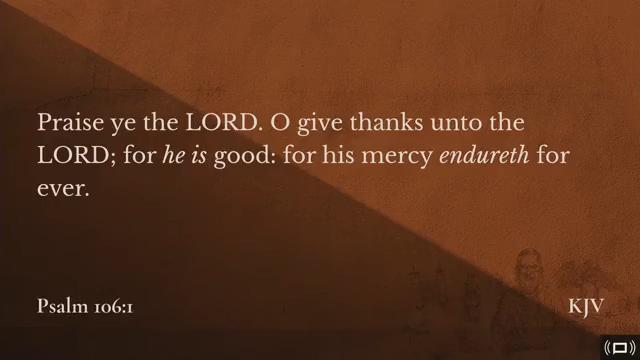 Praise ye the LORD. O give thanks unto the
LORD; for he is good: for his mercy endureth for
ever.
Psalm 106:1
KJV